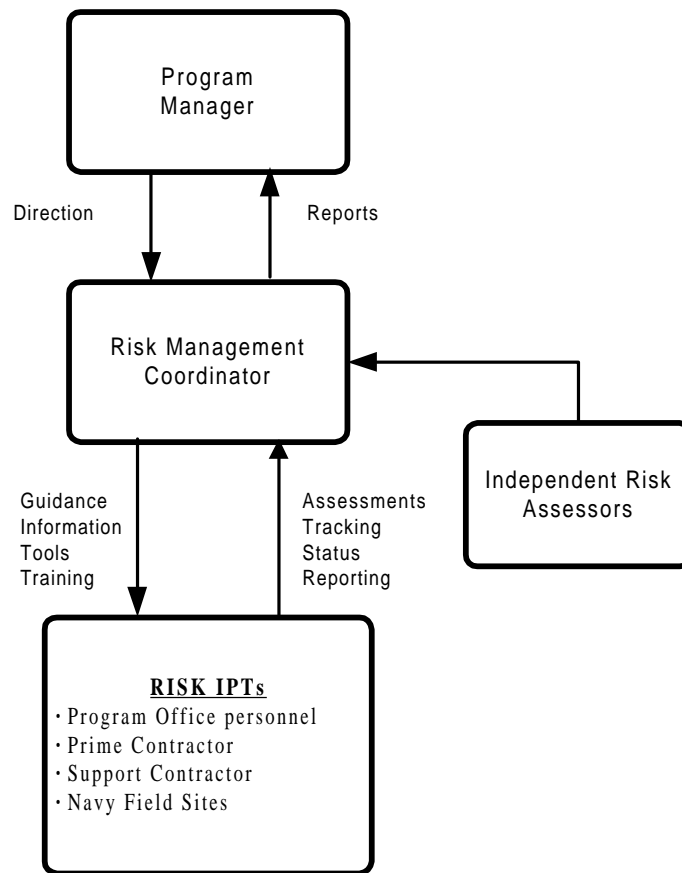 Program
Manager
Direction
Reports
Risk Management
Coordinator
Independent Risk
Assessors
Guidance
Information
Tools
Training
Assessments
Tracking
Status
Reporting
RISK IPTs
· Program Office personnel
· Prime Contractor
· Support Contractor
· Navy Field Sites